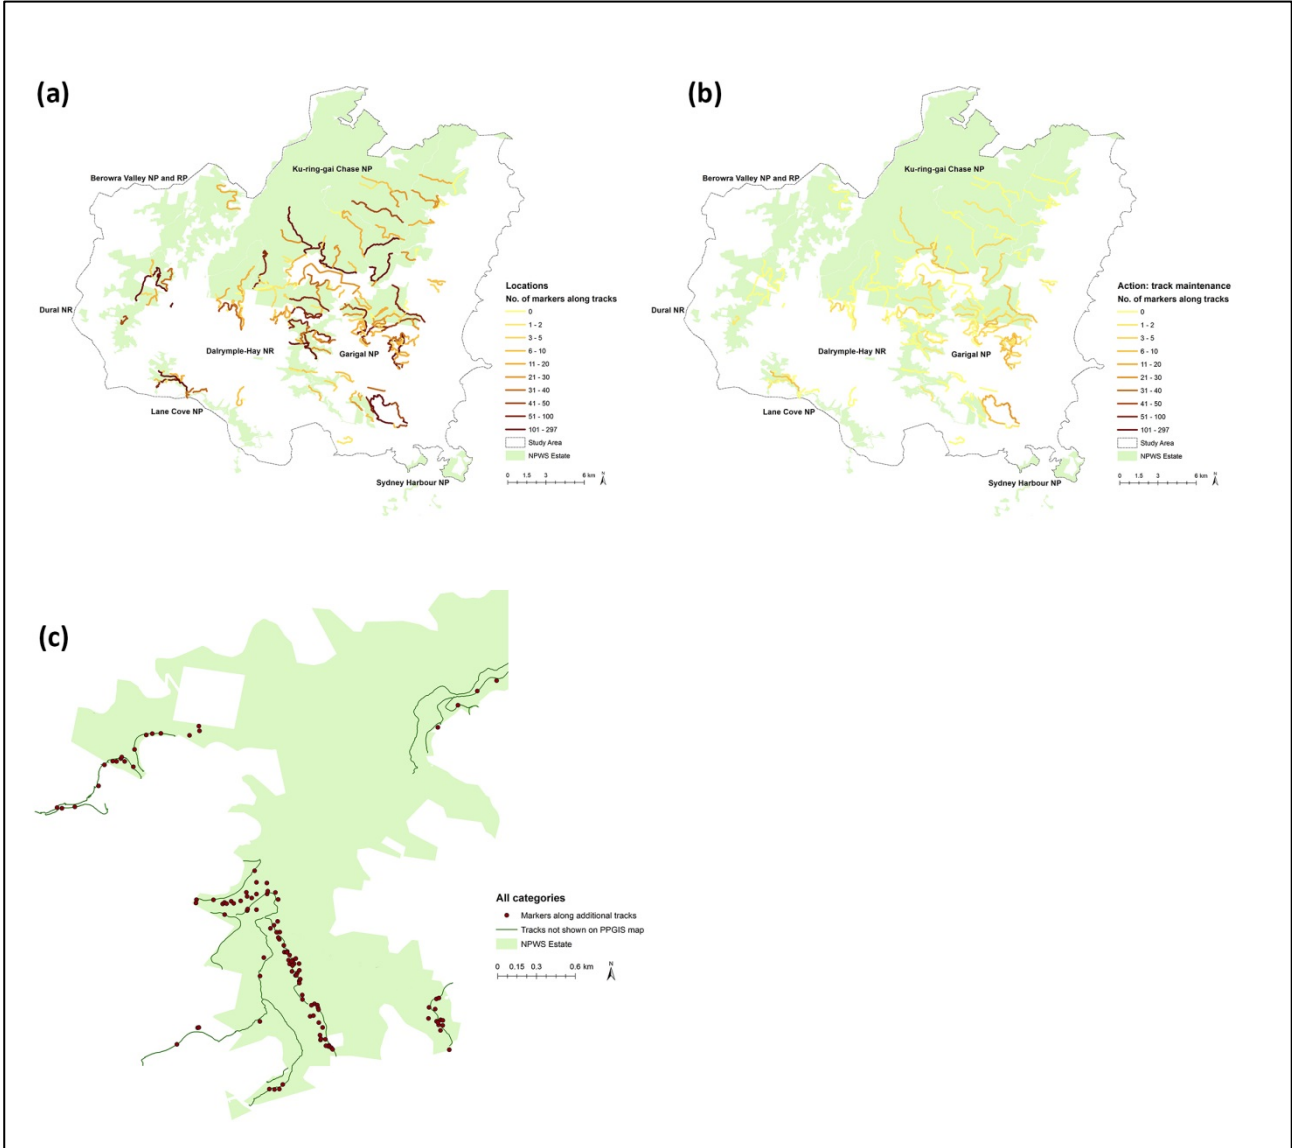 (a)
Ku-ring-gai Chase NP
Berowra Valley NP and RP
Dural NR
Dalrymple-Hay NR
Garigal NP
Lane Cove NP
Sydney Harbour NP
Locations
No. of markers along tracks
0
1 - 2
3 - 5
6 - 10
11 - 20
21 - 30
31 - 40
41 - 50
51 - 100
101 - 297
Study Area
NPWS Estate
0 1.5 3 6 km
N
(b)
Ku-ring-gai Chase NP
Berowra Valley NP and RP
Dural NR
Dalrymple-Hay NR
Garigal NP
Lane Cove NP
Sydney Harbour NP
Action: track maintenance
No. of markers along tracks
0
1 - 2
3 - 5
6 - 10
11 - 20
21 - 30
31 - 40
41 - 50
51 - 100
101 - 297
Study Area
NPWS Estate
0 1.5 3 6 km
N
(c)
All categories
Markers along additional tracks
Tracks not shown on PPGIS map
NPWS Estate
0 0.15 0.3 0.6 km
N